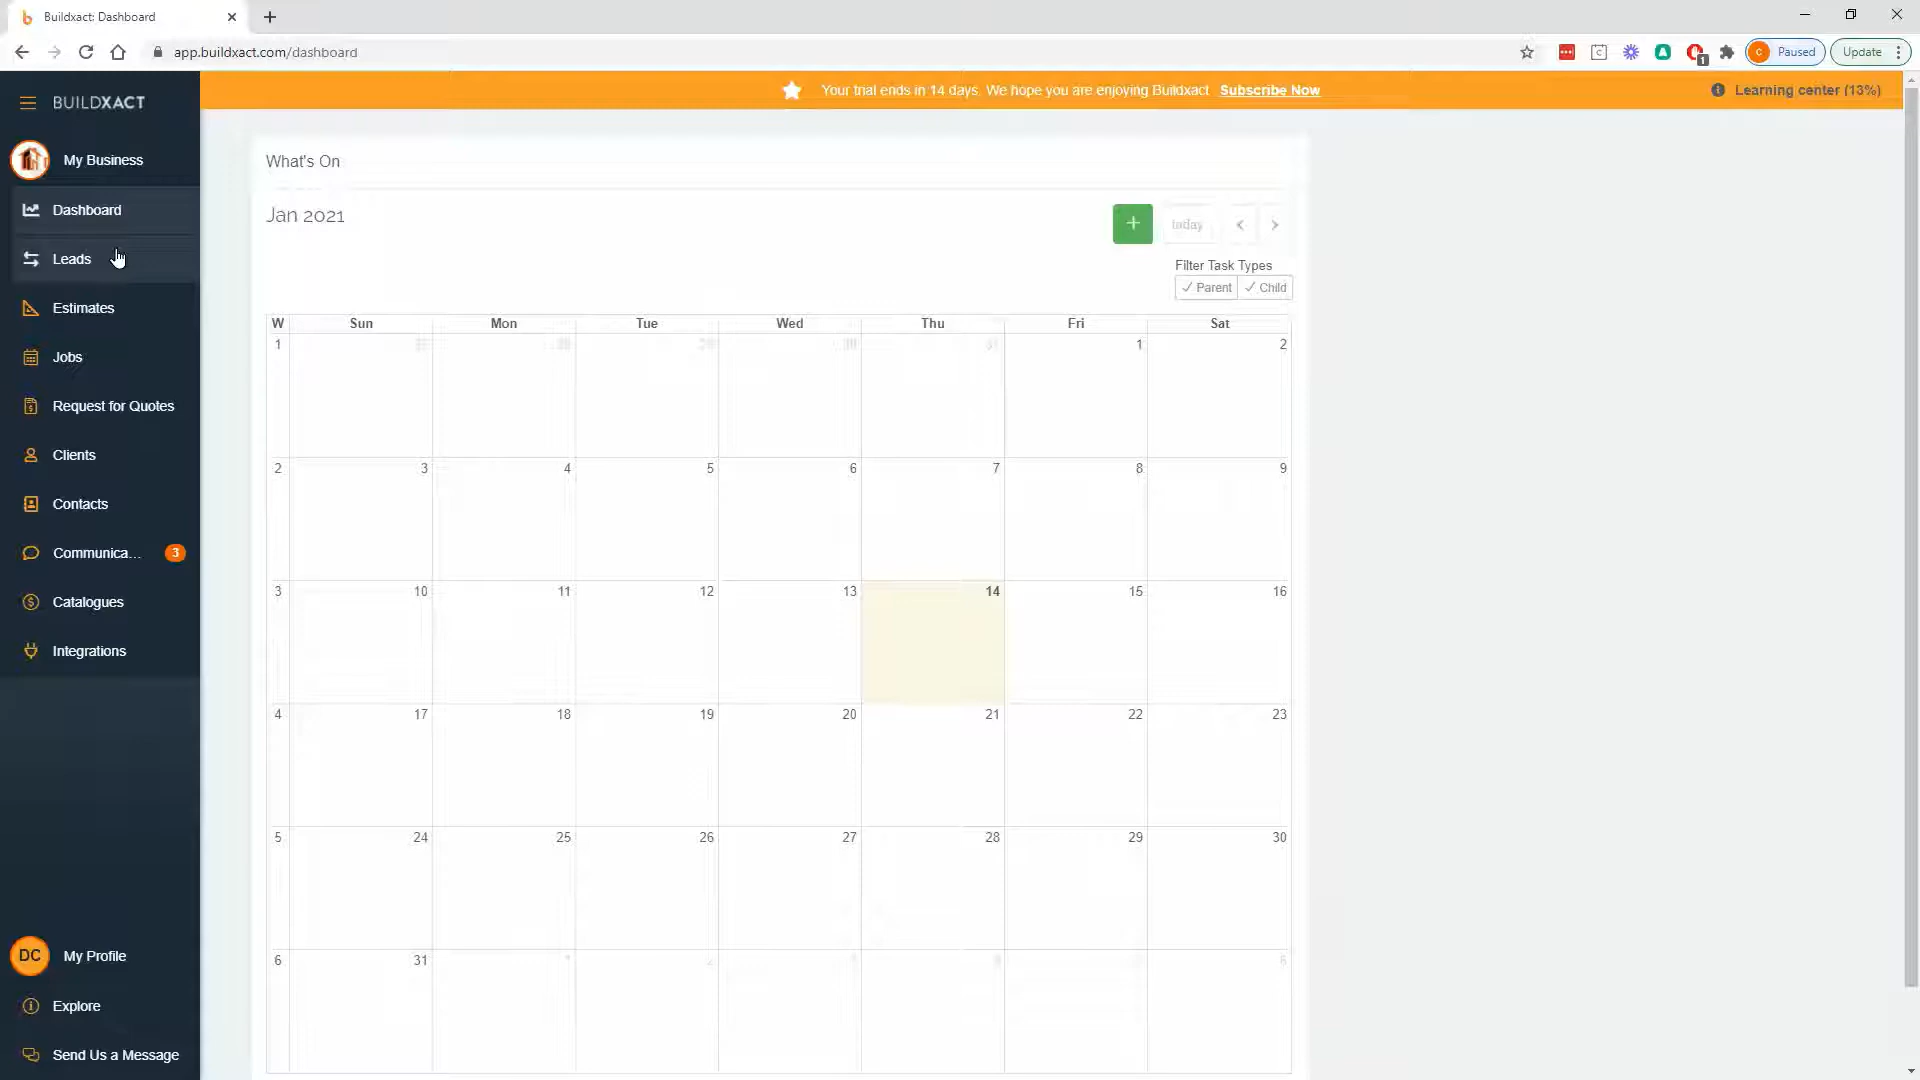 Buildxact: Dashboard
app.buildxact.com/dashboard
C Paused
Update
1
BUILDXACT
Your trial ends in 14 days. We hope you are enjoying Buildxact Subscribe Now
Learning center (13%)
My Business
Dashboard
Leads
Estimates
Jobs
Request for Quotes
Clients
Contacts
Communica... 3
Catalogues
Integrations
DC My Profile
Explore
Send Us a Message
What's On
Jan 2021
+ today
Filter Task Types
Parent Child
W Sun Mon Tue Wed Thu Fri Sat
1 1 2
2 3 4 5 6 7 8 9
3 10 11 12 13 14 15 16
4 17 18 19 20 21 22 23
5 24 25 26 27 28 29 30
6 31